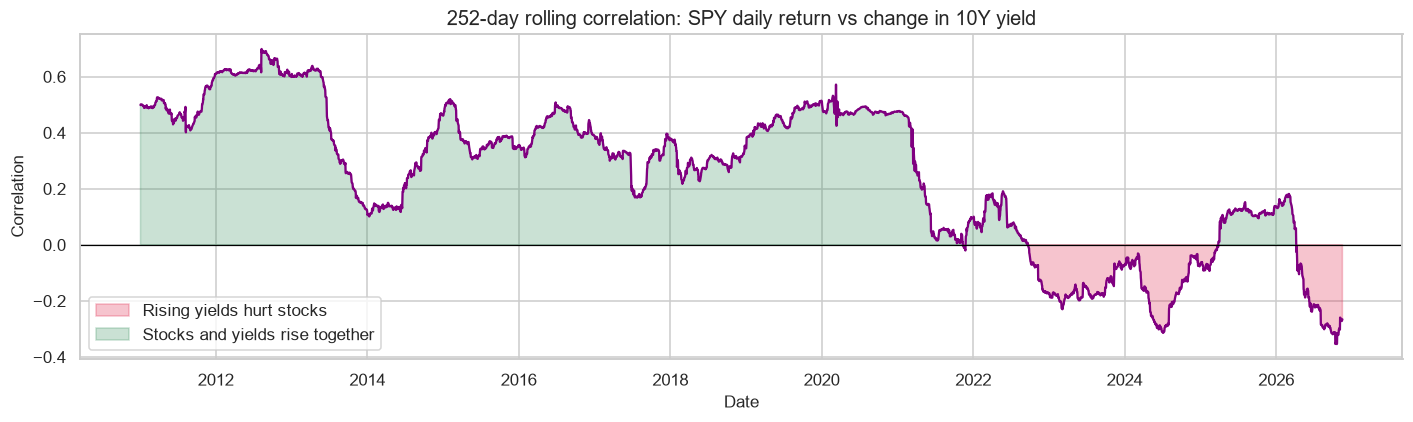 252-day rolling correlation: SPY daily return vs change in 10Y yield
Correlation
0.6
0.4
0.2
0.0
−0.2
−0.4
Rising yields hurt stocks
Stocks and yields rise together
2012
2014
2016
2018
2020
2022
2024
2026
Date